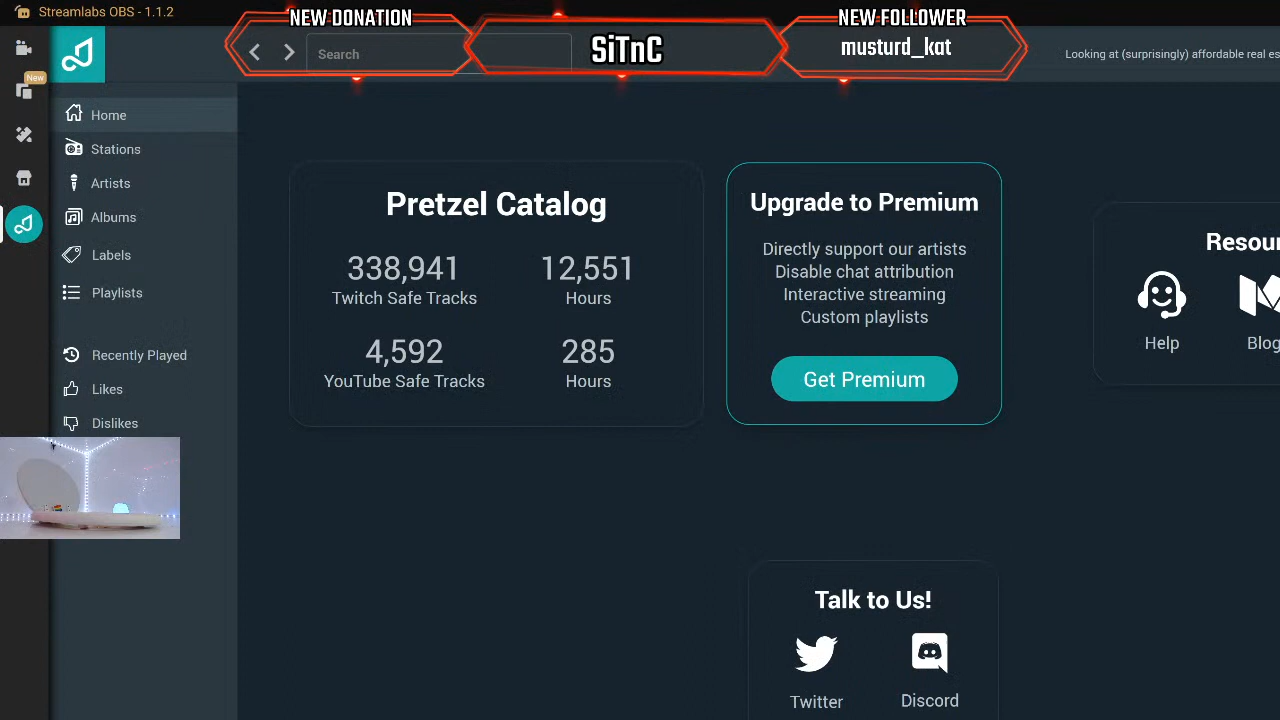 Streamlabs OBS - 1.1.2
NEW DONATION
SiTnC
NEW FOLLOWER
musturd_kat
Search
Looking at (surprisingly) affordable real es
New
Home
Stations
Artists
Albums
Labels
Playlists
Recently Played
Likes
Dislikes
Pretzel Catalog
338,941
Twitch Safe Tracks
12,551
Hours
4,592
YouTube Safe Tracks
285
Hours
Upgrade to Premium
Directly support our artists
Disable chat attribution
Interactive streaming
Custom playlists
Get Premium
Resour
Help
Blog
Talk to Us!
Twitter
Discord